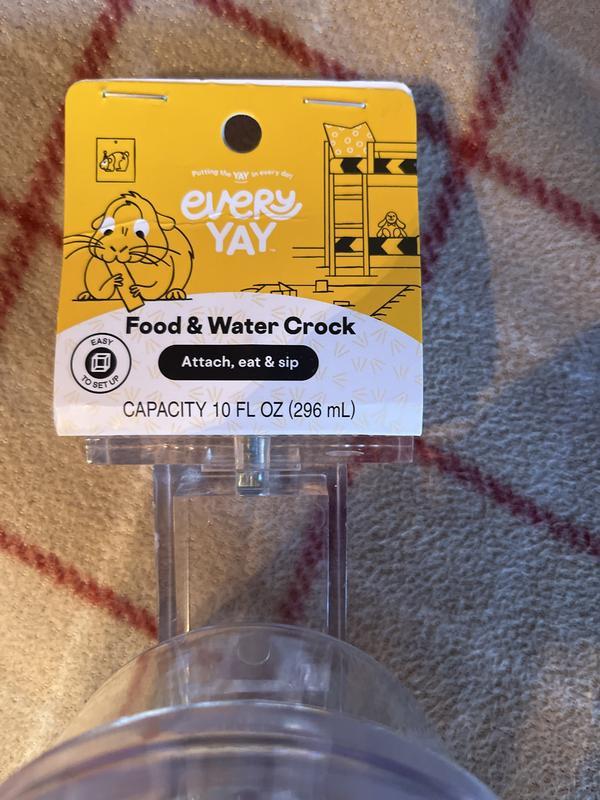 Putting the YAY in every day!
every
YAY™
Food & Water Crock
EASY
TO SET UP
Attach, eat & sip
CAPACITY 10 FL OZ (296 mL)